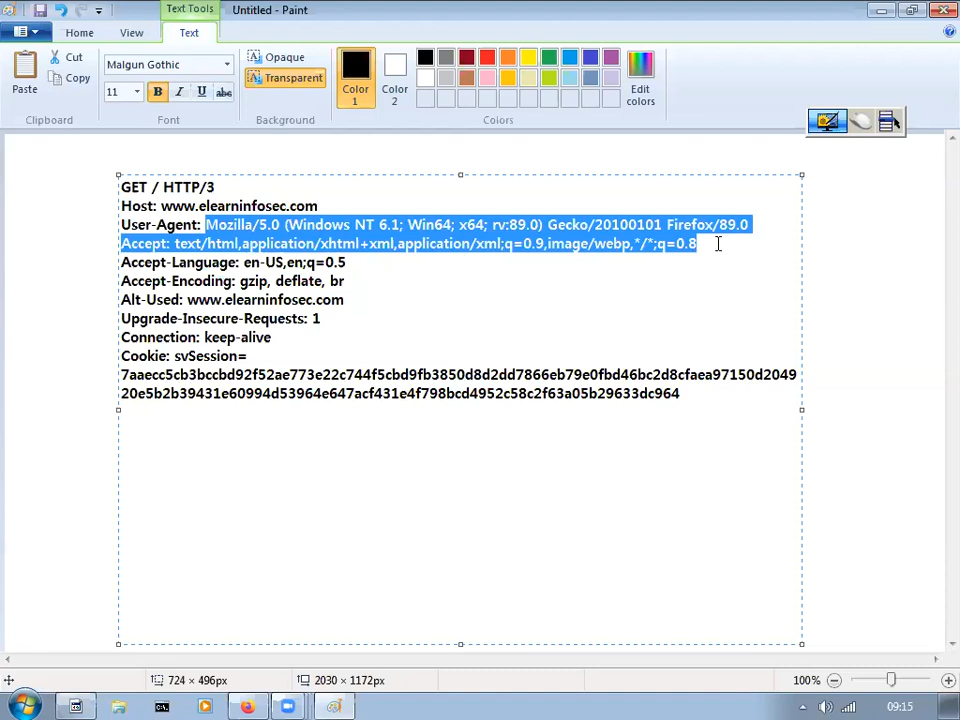 Text Tools
Untitled - Paint
Home
View
Text
Paste
Cut
Copy
Clipboard
Malgun Gothic
11
B
I
U
abc
Font
Opaque
Transparent
Background
Color
1
Color
2
Edit
colors
Colors
GET / HTTP/3
Host: www.elearninfosec.com
User-Agent: Mozilla/5.0 (Windows NT 6.1; Win64; x64; rv:89.0) Gecko/20100101 Firefox/89.0
Accept: text/html,application/xhtml+xml,application/xml;q=0.9,image/webp,*/*;q=0.8
Accept-Language: en-US,en;q=0.5
Accept-Encoding: gzip, deflate, br
Alt-Used: www.elearninfosec.com
Upgrade-Insecure-Requests: 1
Connection: keep-alive
Cookie: svSession=
7aaecc5cb3bccbd92f52ae773e22c744f5cbd9fb3850d8d2dd7866eb79e0fbd46bc2d8cfaea97150d2049
20e5b2b39431e60994d53964e647acf431e4f798bcd4952c58c2f63a05b29633dc964
724 × 496px
2030 × 1172px
100%
09:15